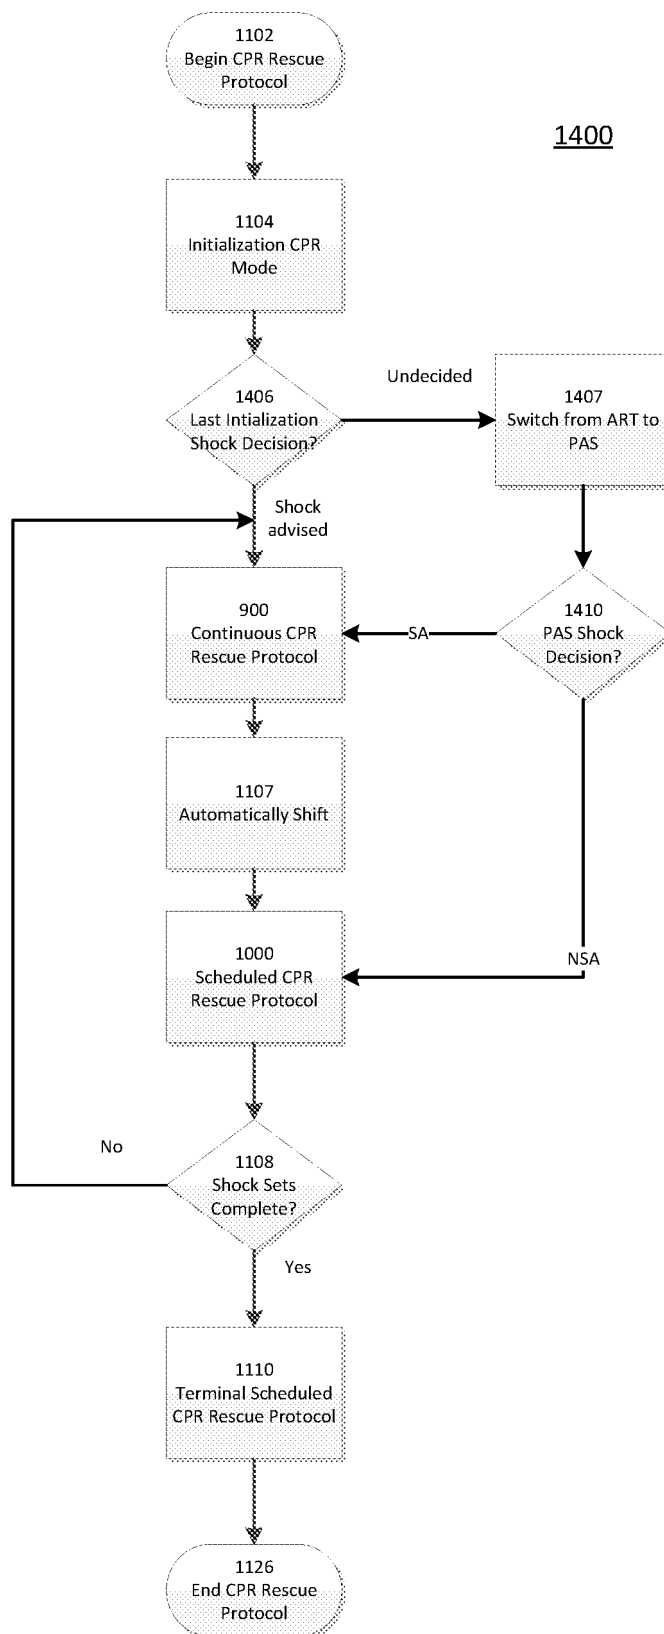 1102
Begin CPR Rescue
Protocol
1400
1104
Initialization CPR
Mode
1406
Last Intialization
Shock Decision?
Undecided
1407
Switch from ART to
PAS
Shock
advised
900
Continuous CPR
Rescue Protocol
SA
1410
PAS Shock
Decision?
1107
Automatically Shift
1000
Scheduled CPR
Rescue Protocol
NSA
No
1108
Shock Sets
Complete?
Yes
1110
Terminal Scheduled
CPR Rescue Protocol
1126
End CPR Rescue
Protocol